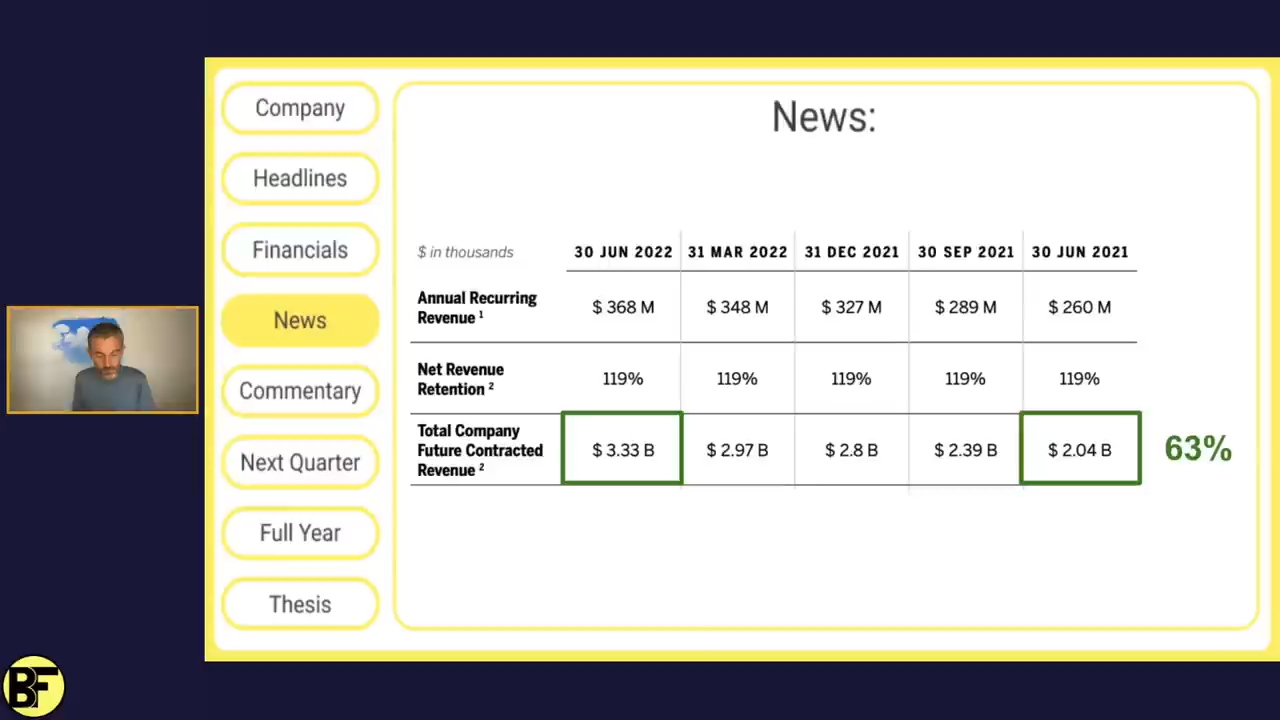 Company
Headlines
Financials
News
Commentary
Next Quarter
Full Year
Thesis
News:
$ in thousands 30 JUN 2022 31 MAR 2022 31 DEC 2021 30 SEP 2021 30 JUN 2021
Annual Recurring
Revenue 1 $ 368 M $ 348 M $ 327 M $ 289 M $ 260 M
Net Revenue
Retention 2 119% 119% 119% 119% 119%
Total Company
Future Contracted $ 3.33 B $ 2.97 B $ 2.8 B $ 2.39 B $ 2.04 B 63%
Revenue 2
BF